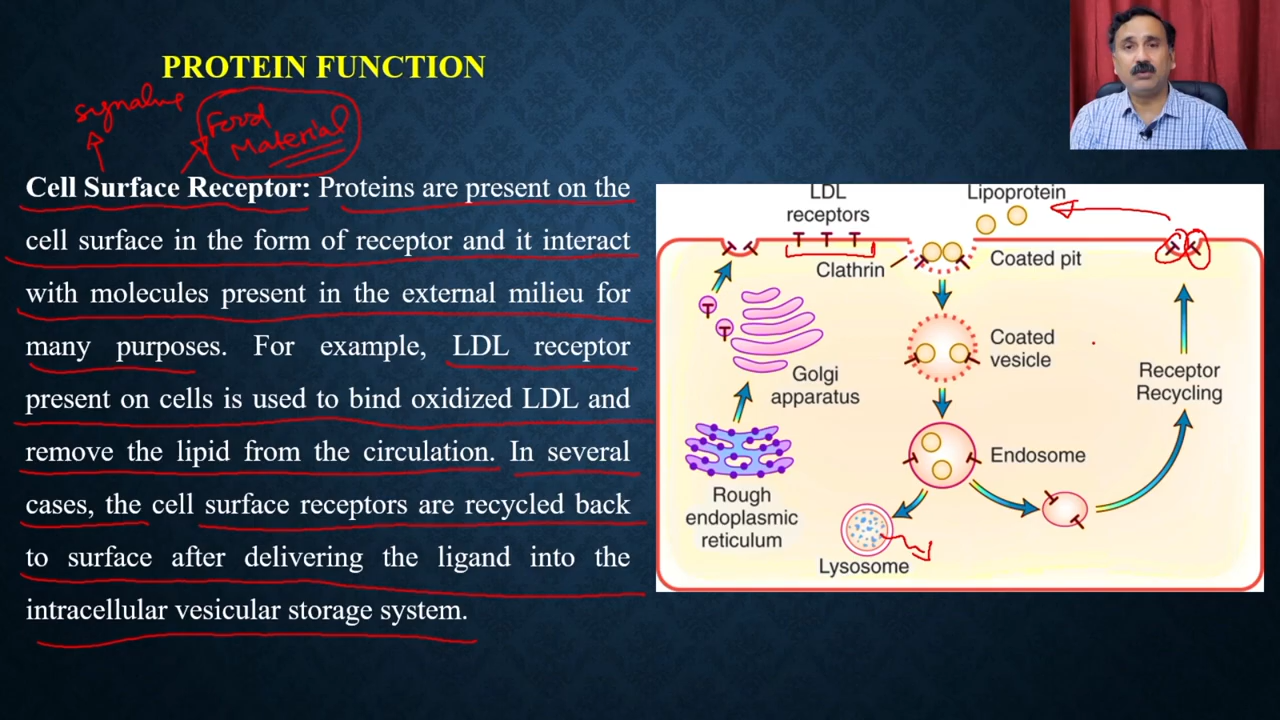 PROTEIN FUNCTION
Food
Material
Cell Surface Receptor: Proteins are present on the
cell surface in the form of receptor and it interact
with molecules present in the external milieu for
many purposes. For example, LDL receptor
present on cells is used to bind oxidized LDL and
remove the lipid from the circulation. In several
cases, the cell surface receptors are recycled back
to surface after delivering the ligand into the
intracellular vesicular storage system.
LDL
receptors
Lipoprotein
Clathrin
Coated pit
Coated
vesicle
Golgi
apparatus
Receptor
Recycling
Endosome
Rough
endoplasmic
reticulum
Lysosome